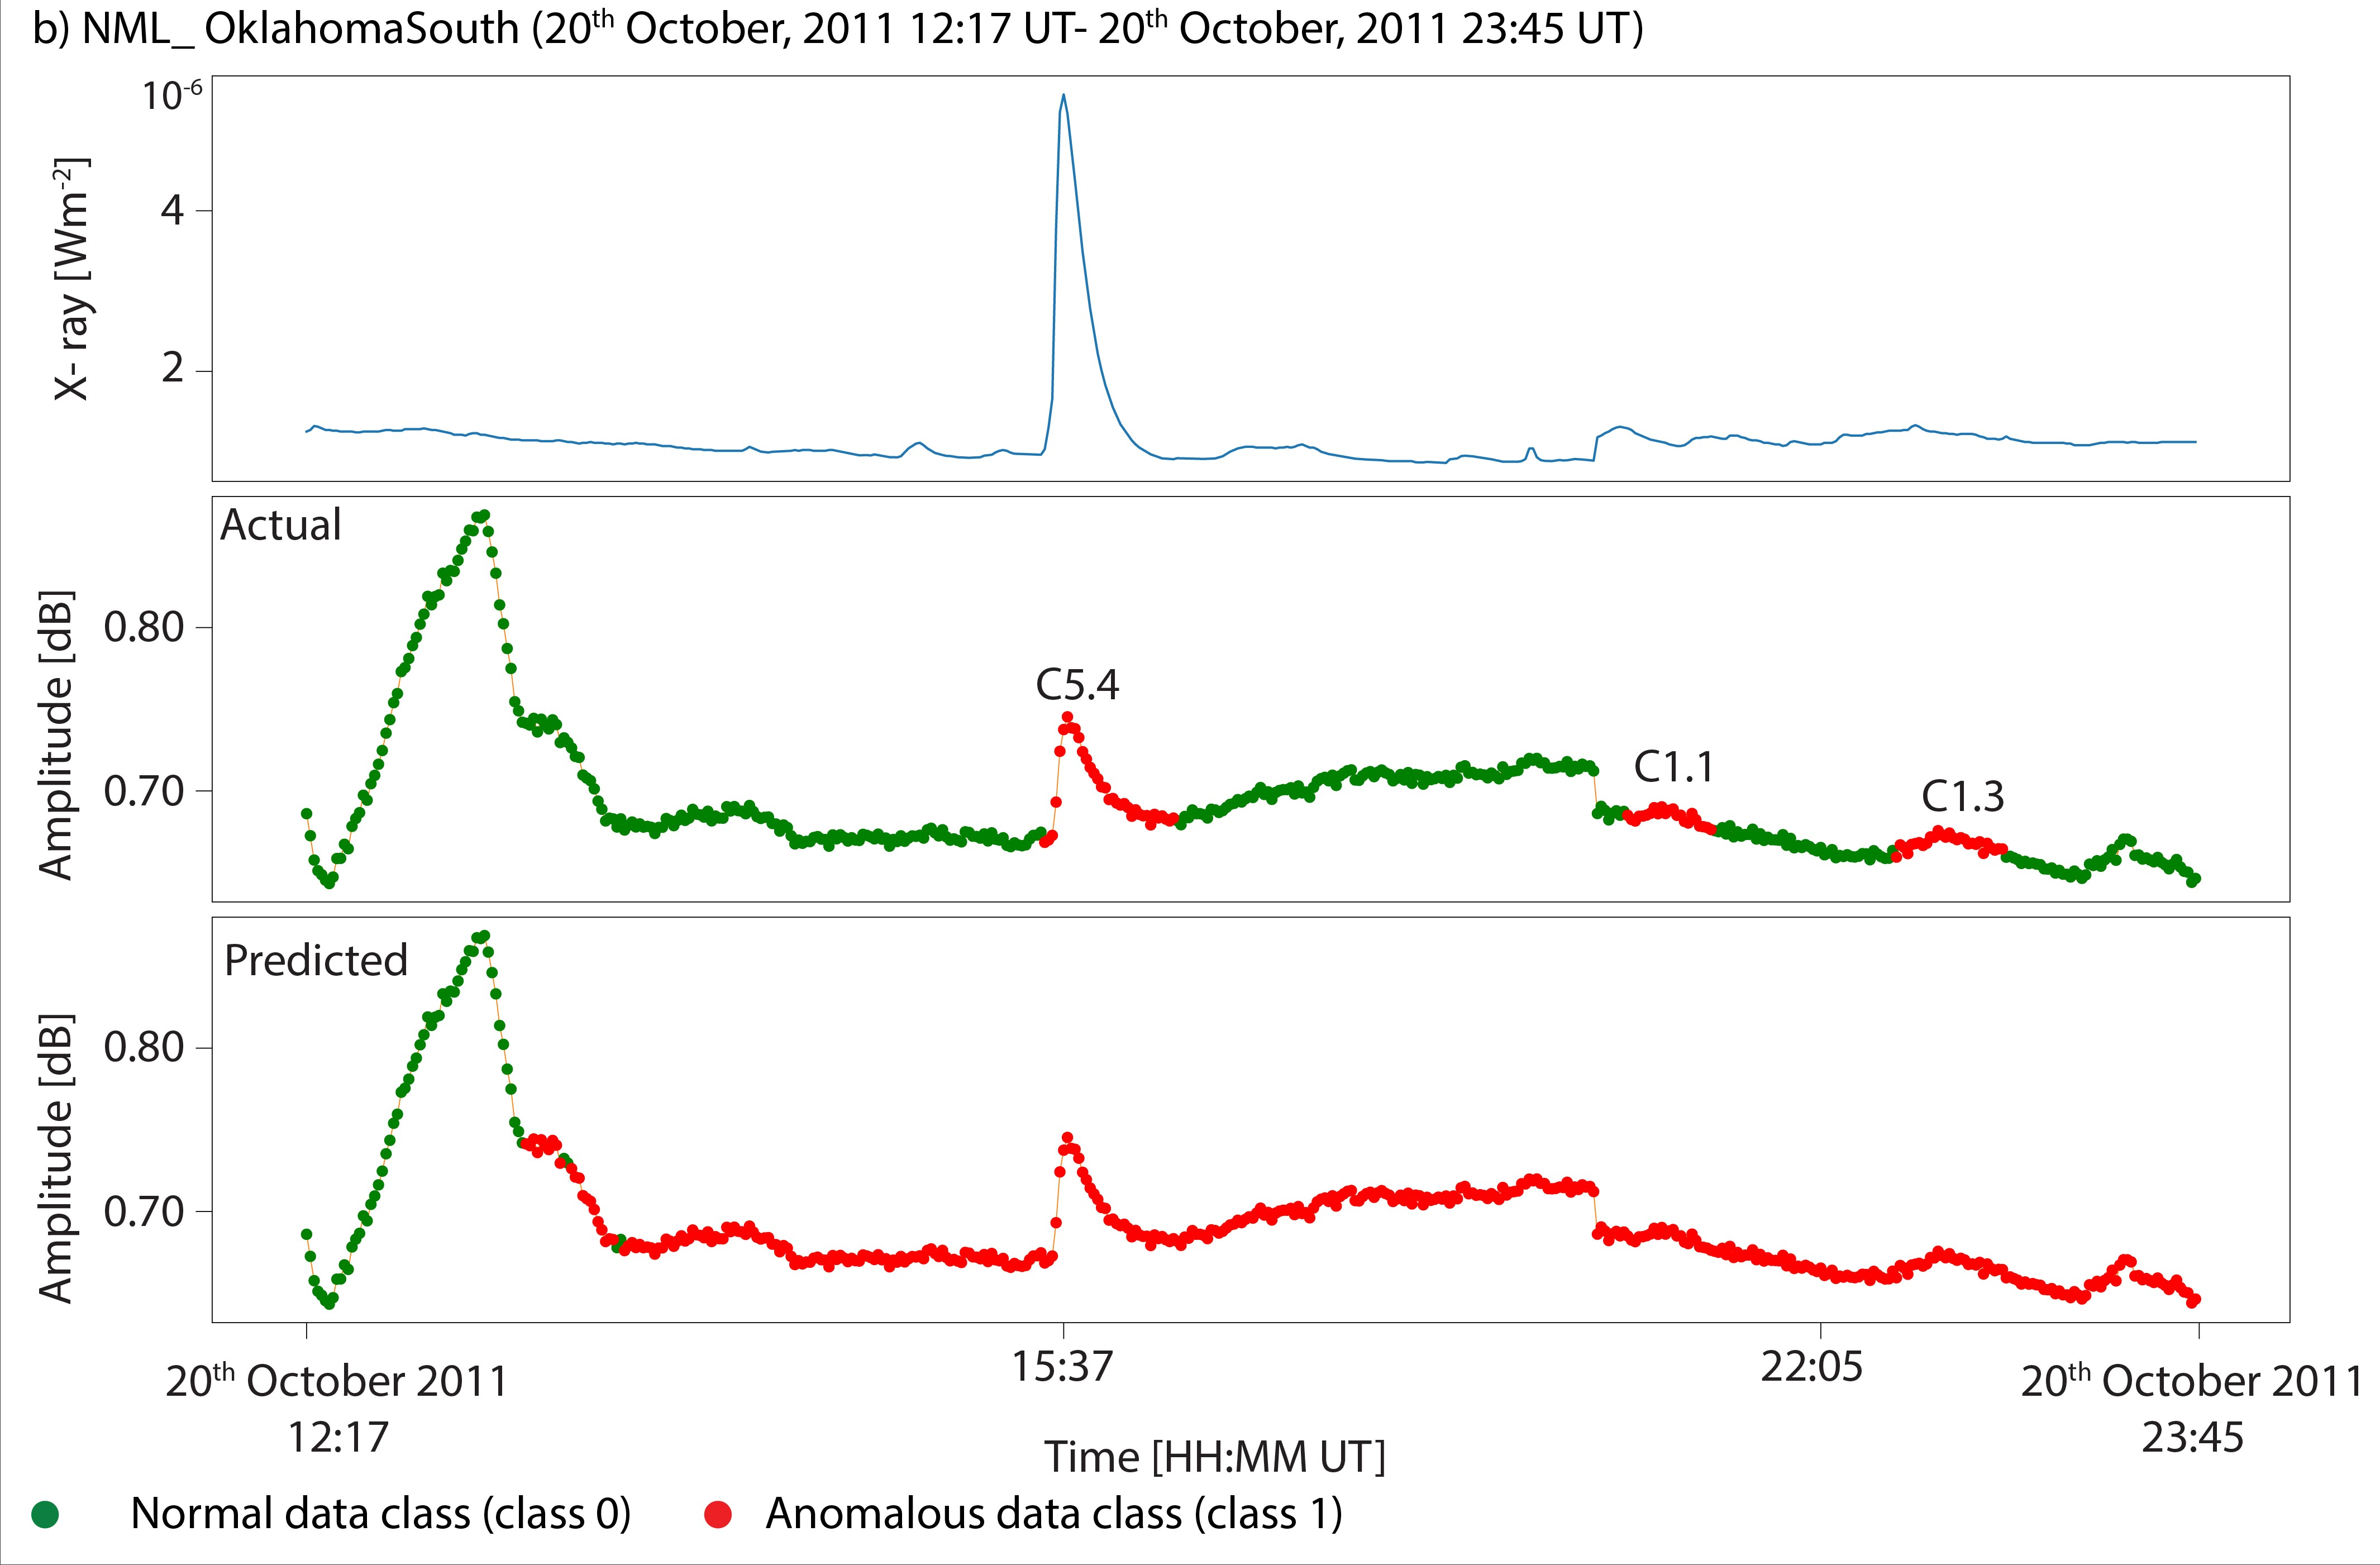 b) NML_ OklahomaSouth (20th October, 2011 12:17 UT- 20th October, 2011 23:45 UT)
10-6
4
2
X- ray [Wm-2]
Actual
0.80
0.70
Amplitude [dB]
C5.4
C1.1
C1.3
Predicted
0.80
0.70
Amplitude [dB]
20th October 2011
12:17
15:37
22:05
20th October 2011
23:45
Time [HH:MM UT]
Normal data class (class 0)
Anomalous data class (class 1)